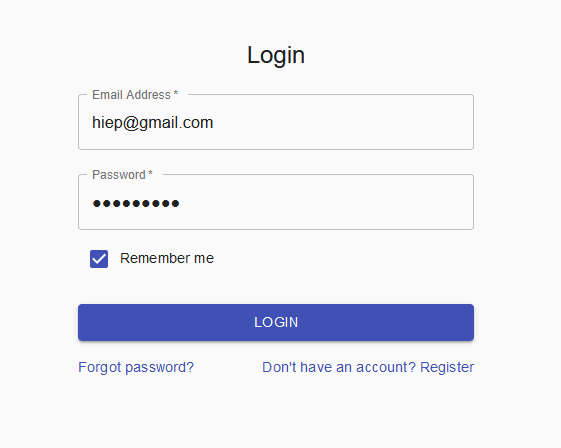 Login
Email Address *
hiep@gmail.com
Password *
•••••••••
Remember me
LOGIN
Forgot password? Don't have an account? Register